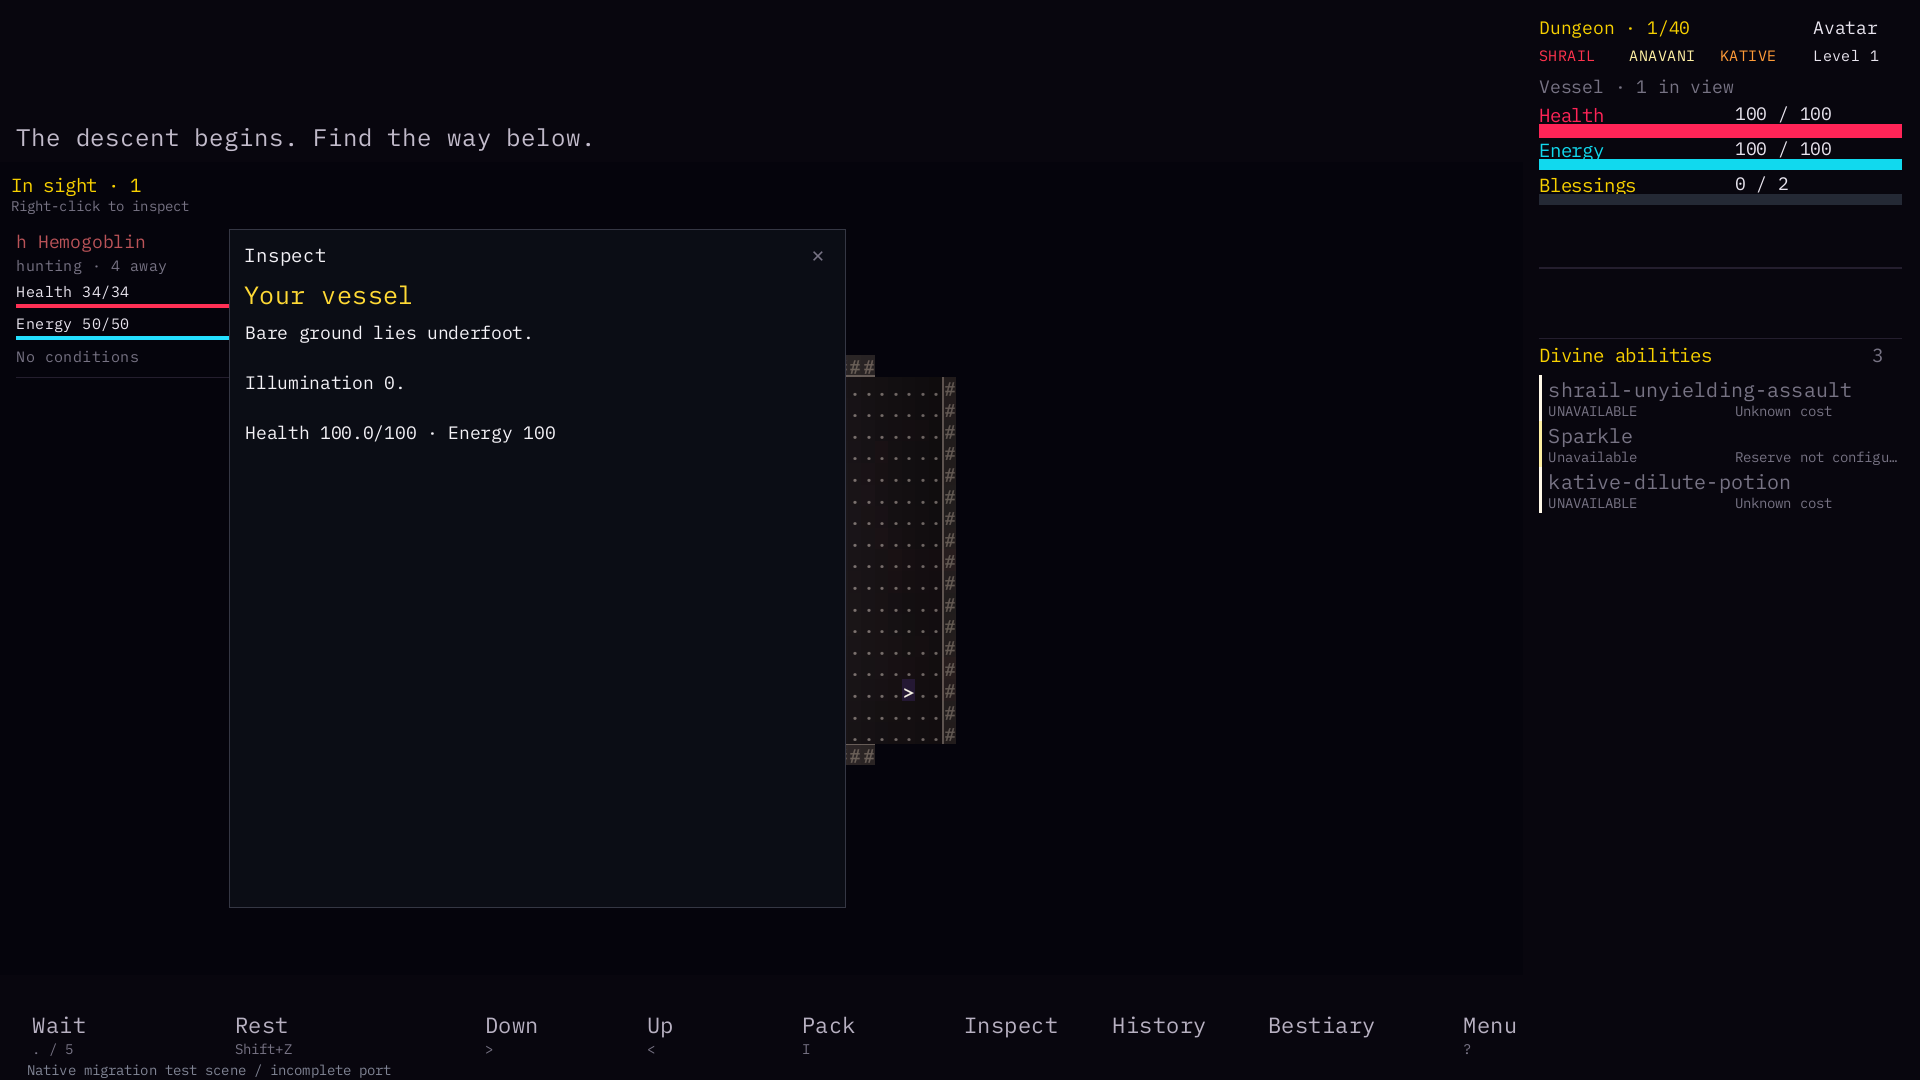 Dungeon · 1/40 Avatar
SHRAIL ANAVANI KATIVE Level 1
Vessel · 1 in view
Health 100 / 100
Energy 100 / 100
Blessings 0 / 2
The descent begins. Find the way below.
In sight · 1
Right-click to inspect
h Hemogoblin
hunting · 4 away
Health 34/34
Energy 50/50
No conditions
Inspect ×
Your vessel
Bare ground lies underfoot.
Illumination 0.
Health 100.0/100 · Energy 100
##
. . . . . . . #
. . . . . . . #
. . . . . . . #
. . . . . . . #
. . . . . . . #
. . . . . . . #
. . . . . . . #
. . . . . . . #
. . . . . . . #
. . . . . . . #
. . . . . . . #
. . . . . . . #
. . . . . . . #
. . . . . . . #
. . . . > . . #
. . . . . . . #
. . . . . . . #
##
Divine abilities 3
shrail-unyielding-assault
UNAVAILABLE Unknown cost
Sparkle
Unavailable Reserve not configu…
kative-dilute-potion
UNAVAILABLE Unknown cost
Wait Rest Down Up Pack Inspect History Bestiary Menu
. / 5 Shift+Z > < I ?
Native migration test scene / incomplete port